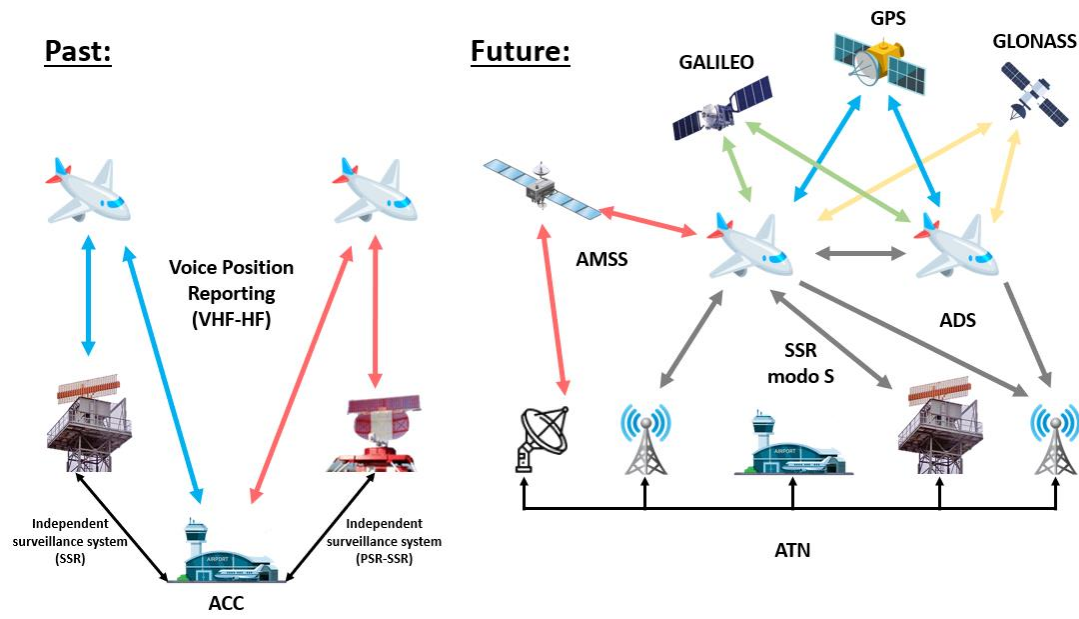 Past:
Voice Position
Reporting
(VHF-HF)
AIRPORT
Independent
surveillance system
(SSR)
Independent
surveillance system
(PSR-SSR)
ACC
Future:
GPS
GLONASS
GALILEO
AMSS
ADS
SSR
modo S
AIRPORT
ATN